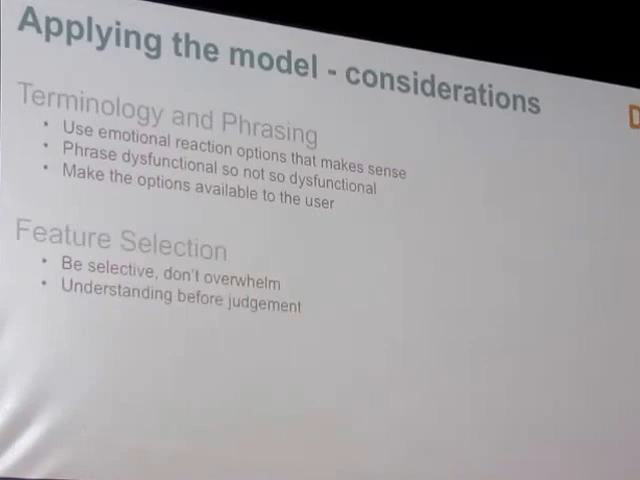 Applying the model - considerations
Terminology and Phrasing
• Use emotional reaction options that makes sense
• Phrase dysfunctional so not so dysfunctional
• Make the options available to the user
Feature Selection
• Be selective, don't overwhelm
• Understanding before judgement
D